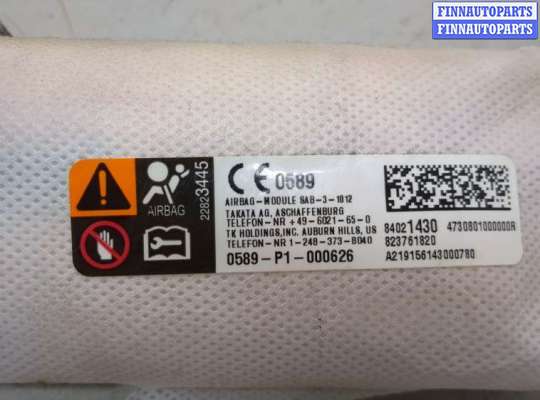 FINNAUTOPARTS
FINNAUTOPARTS
AIRBAG
22823445
CE 0589
AIRBAG-MODULE SAB-3-1012
TAKATA AG, ASCHAFFENBURG
TELEFON-NR +49-6021-65-0
TK HOLDINGS,INC. AUBURN HILLS, US
TELEFON-NR 1-248-373-8040
0589-P1-000626
84021430 473080100000R
823761820
A219156143000780